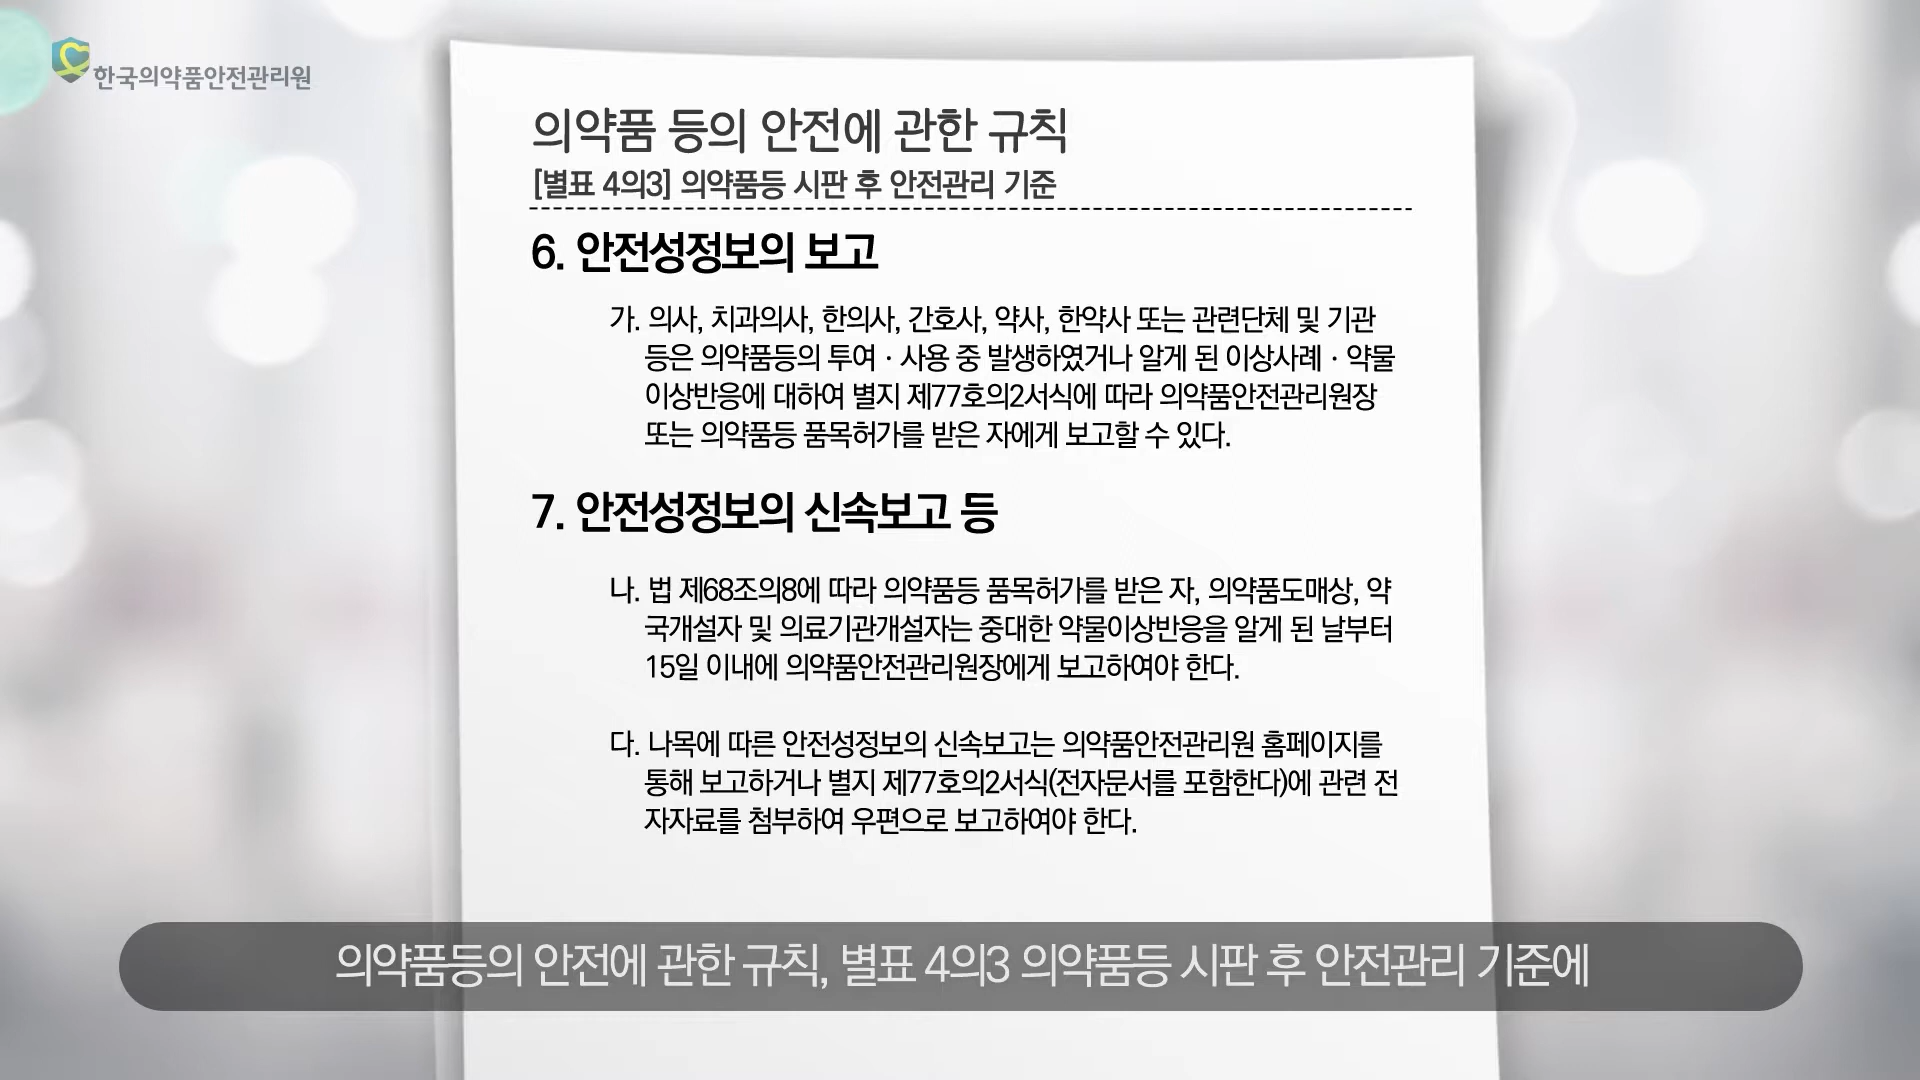 한국의약품안전관리원
의약품 등의 안전에 관한 규칙
[별표 4의3] 의약품등 시판 후 안전관리 기준
6. 안전성정보의 보고
가. 의사, 치과의사, 한의사, 간호사, 약사, 한약사 또는 관련단체 및 기관
등은 의약품등의 투여 · 사용 중 발생하였거나 알게 된 이상사례 · 약물
이상반응에 대하여 별지 제77호의2서식에 따라 의약품안전관리원장
또는 의약품등 품목허가를 받은 자에게 보고할 수 있다.
7. 안전성정보의 신속보고 등
나. 법 제68조의8에 따라 의약품등 품목허가를 받은 자, 의약품도매상, 약
국개설자 및 의료기관개설자는 중대한 약물이상반응을 알게 된 날부터
15일 이내에 의약품안전관리원장에게 보고하여야 한다.
다. 나목에 따른 안전성정보의 신속보고는 의약품안전관리원 홈페이지를
통해 보고하거나 별지 제77호의2서식(전자문서를 포함한다)에 관련 전
자자료를 첨부하여 우편으로 보고하여야 한다.
의약품등의 안전에 관한 규칙, 별표 4의3 의약품등 시판 후 안전관리 기준에